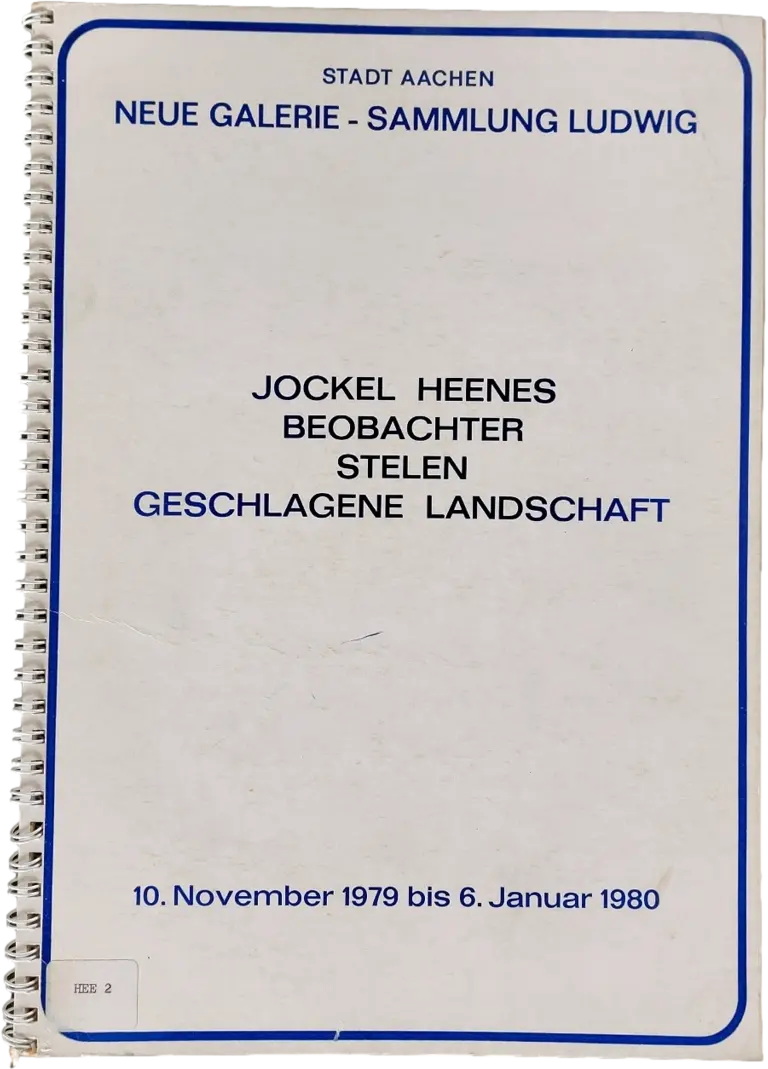 STADT AACHEN
NEUE GALERIE - SAMMLUNG LUDWIG
JOCKEL HEENES
BEOBACHTER
STELEN
GESCHLAGENE LANDSCHAFT
10. November 1979 bis 6. Januar 1980
HEE 2